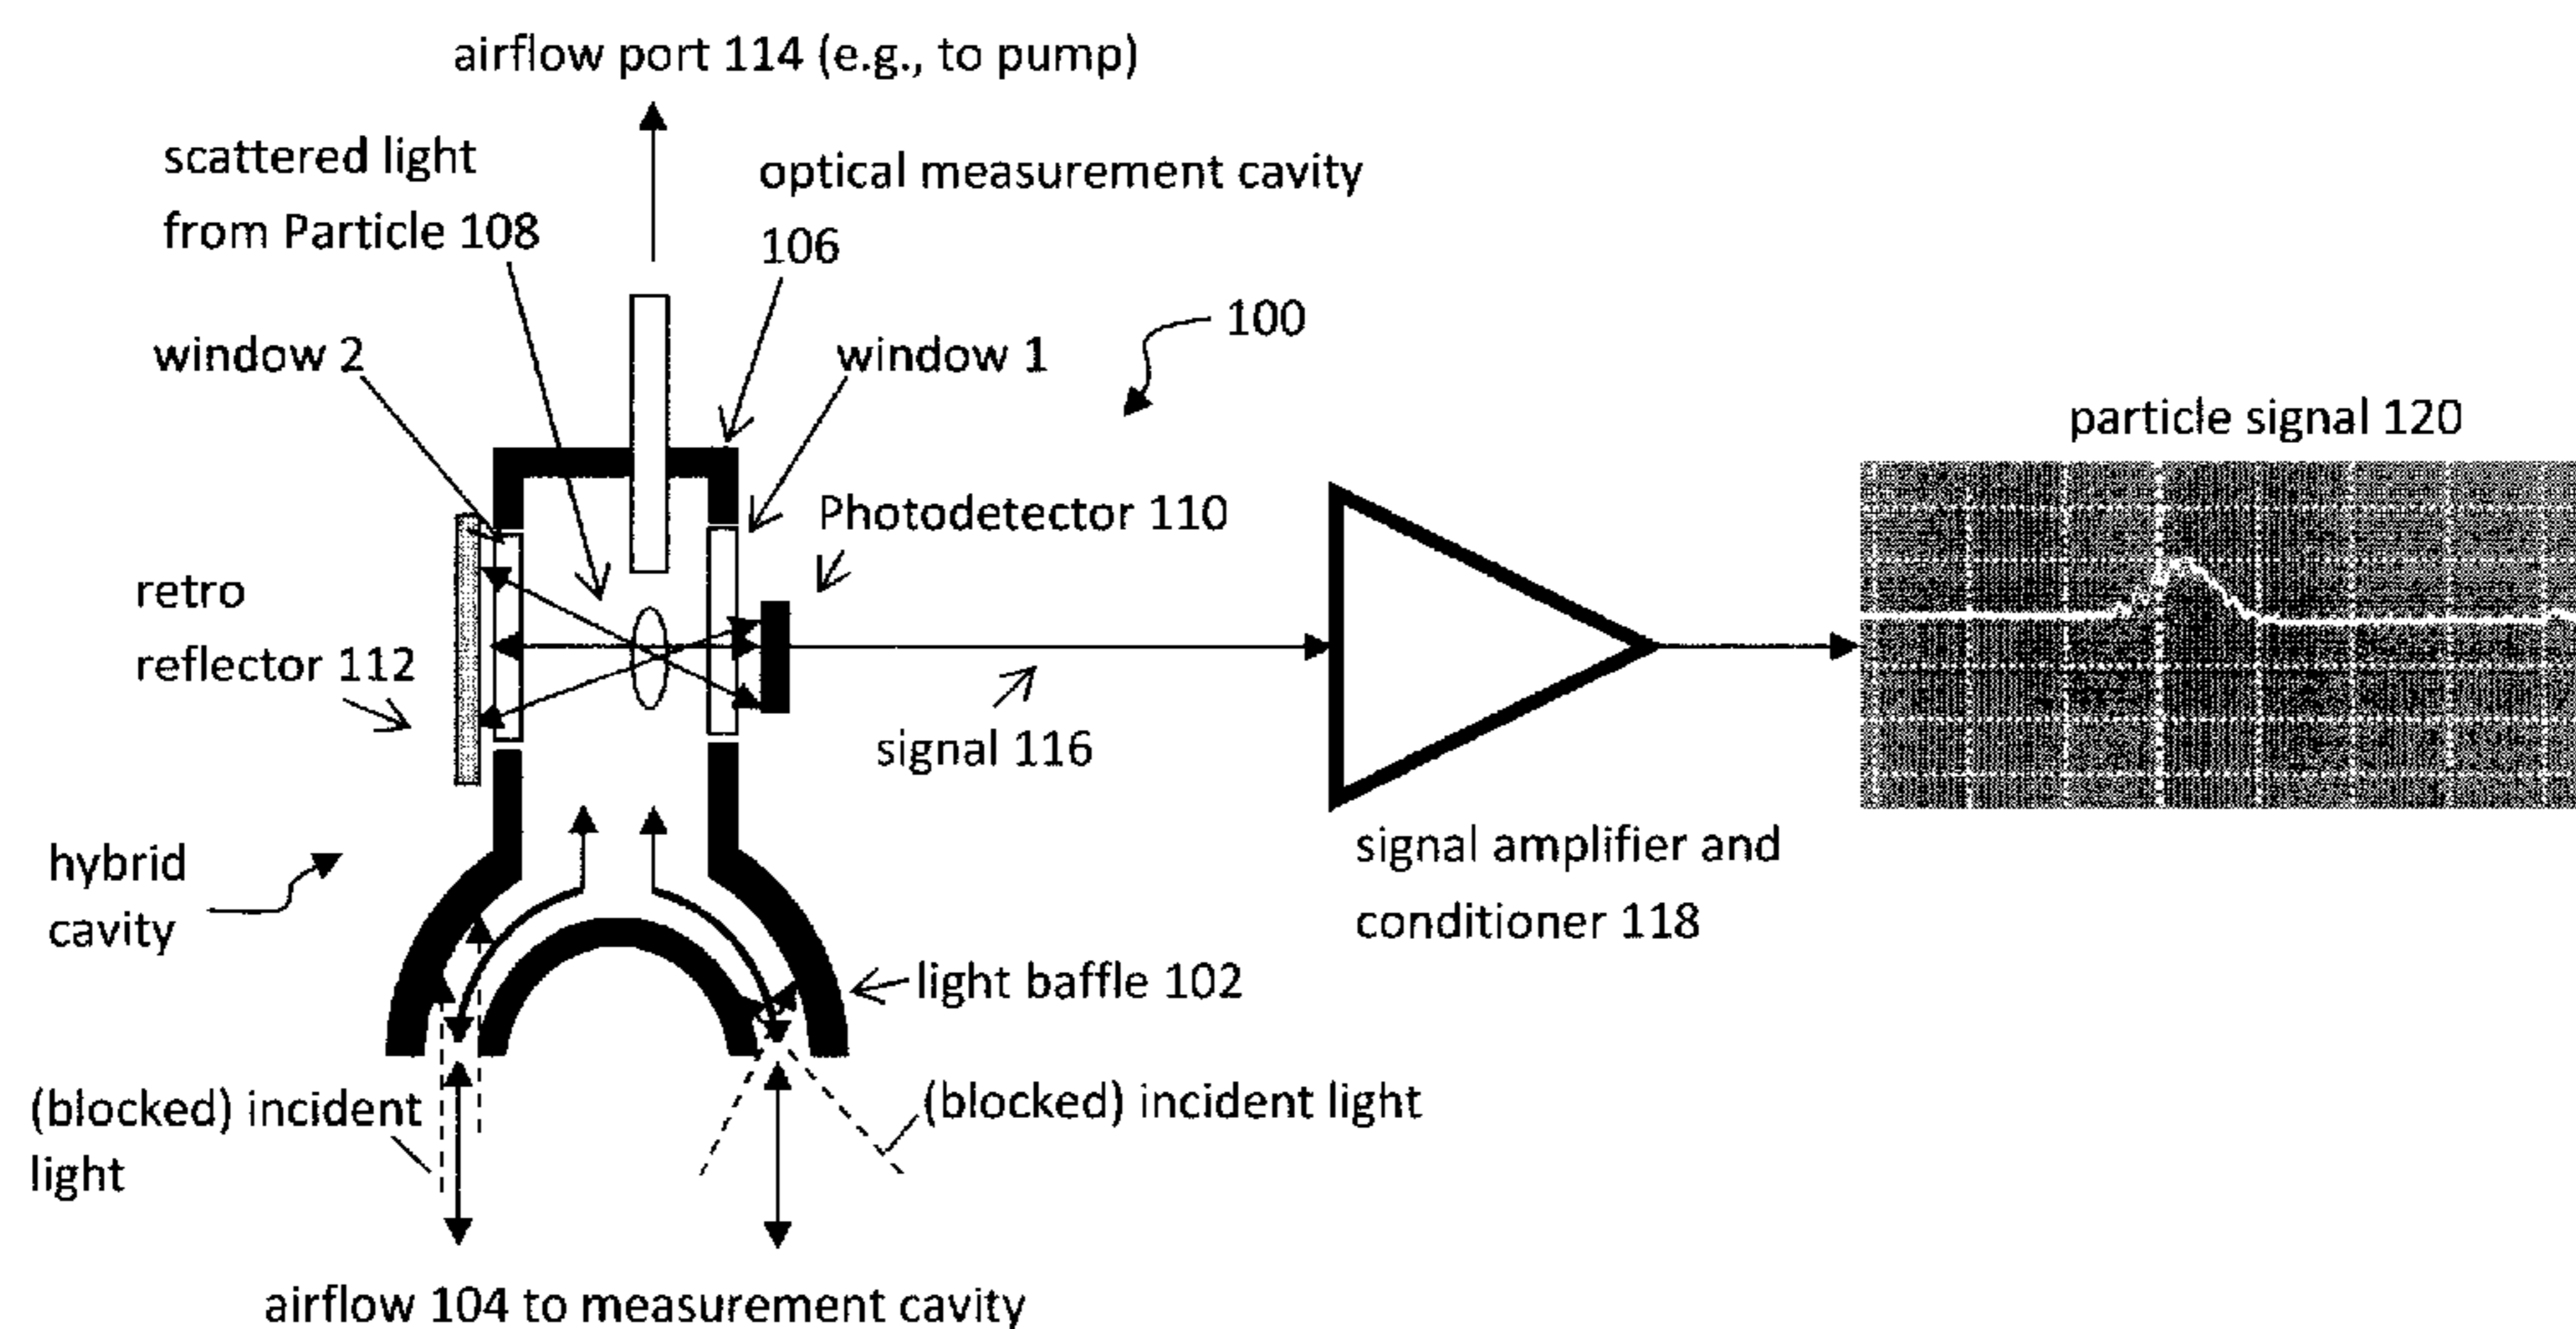 airflow port 114 (e.g., to pump)
scattered light
from Particle 108
optical measurement cavity
106
100
window 2
window 1
particle signal 120
Photodetector 110
retro
reflector 112
signal 116
hybrid
cavity
signal amplifier and
conditioner 118
light baffle 102
(blocked) incident
light
(blocked) incident light
airflow 104 to measurement cavity